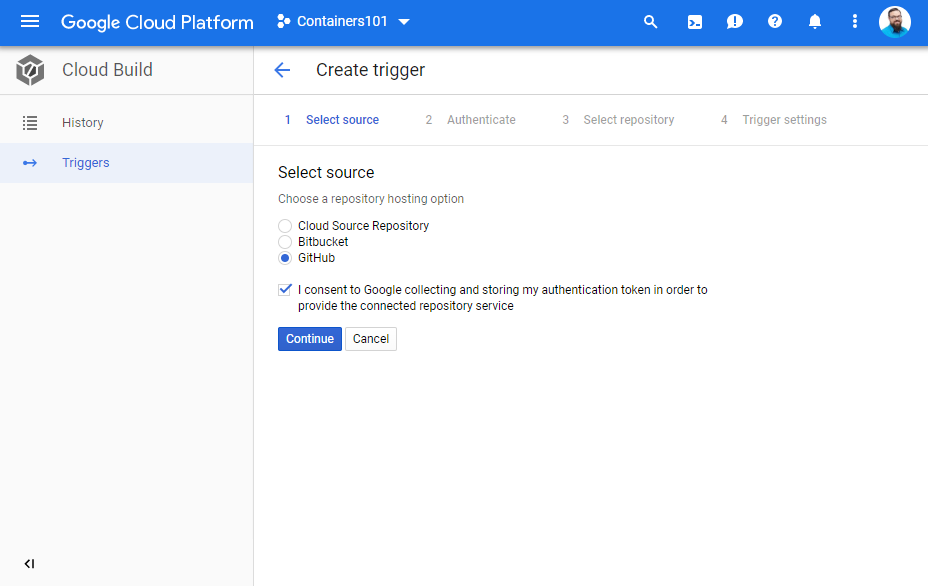 Google Cloud Platform
Containers101
Cloud Build
Create trigger
History
Triggers
1 Select source
2 Authenticate
3 Select repository
4 Trigger settings
Select source
Choose a repository hosting option
Cloud Source Repository
Bitbucket
GitHub
I consent to Google collecting and storing my authentication token in order to
provide the connected repository service
Continue
Cancel